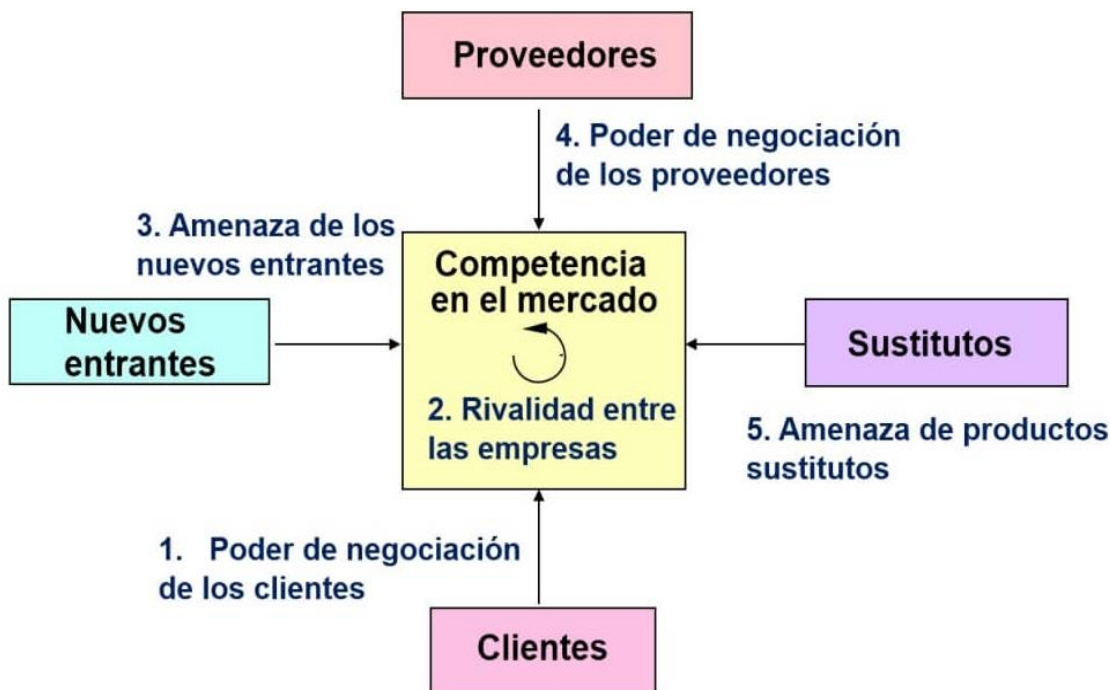 Proveedores
4. Poder de negociación
de los proveedores
3. Amenaza de los
nuevos entrantes
Competencia
en el mercado
Nuevos
entrantes
Sustitutos
2. Rivalidad entre
las empresas
5. Amenaza de productos
sustitutos
1. Poder de negociación
de los clientes
Clientes